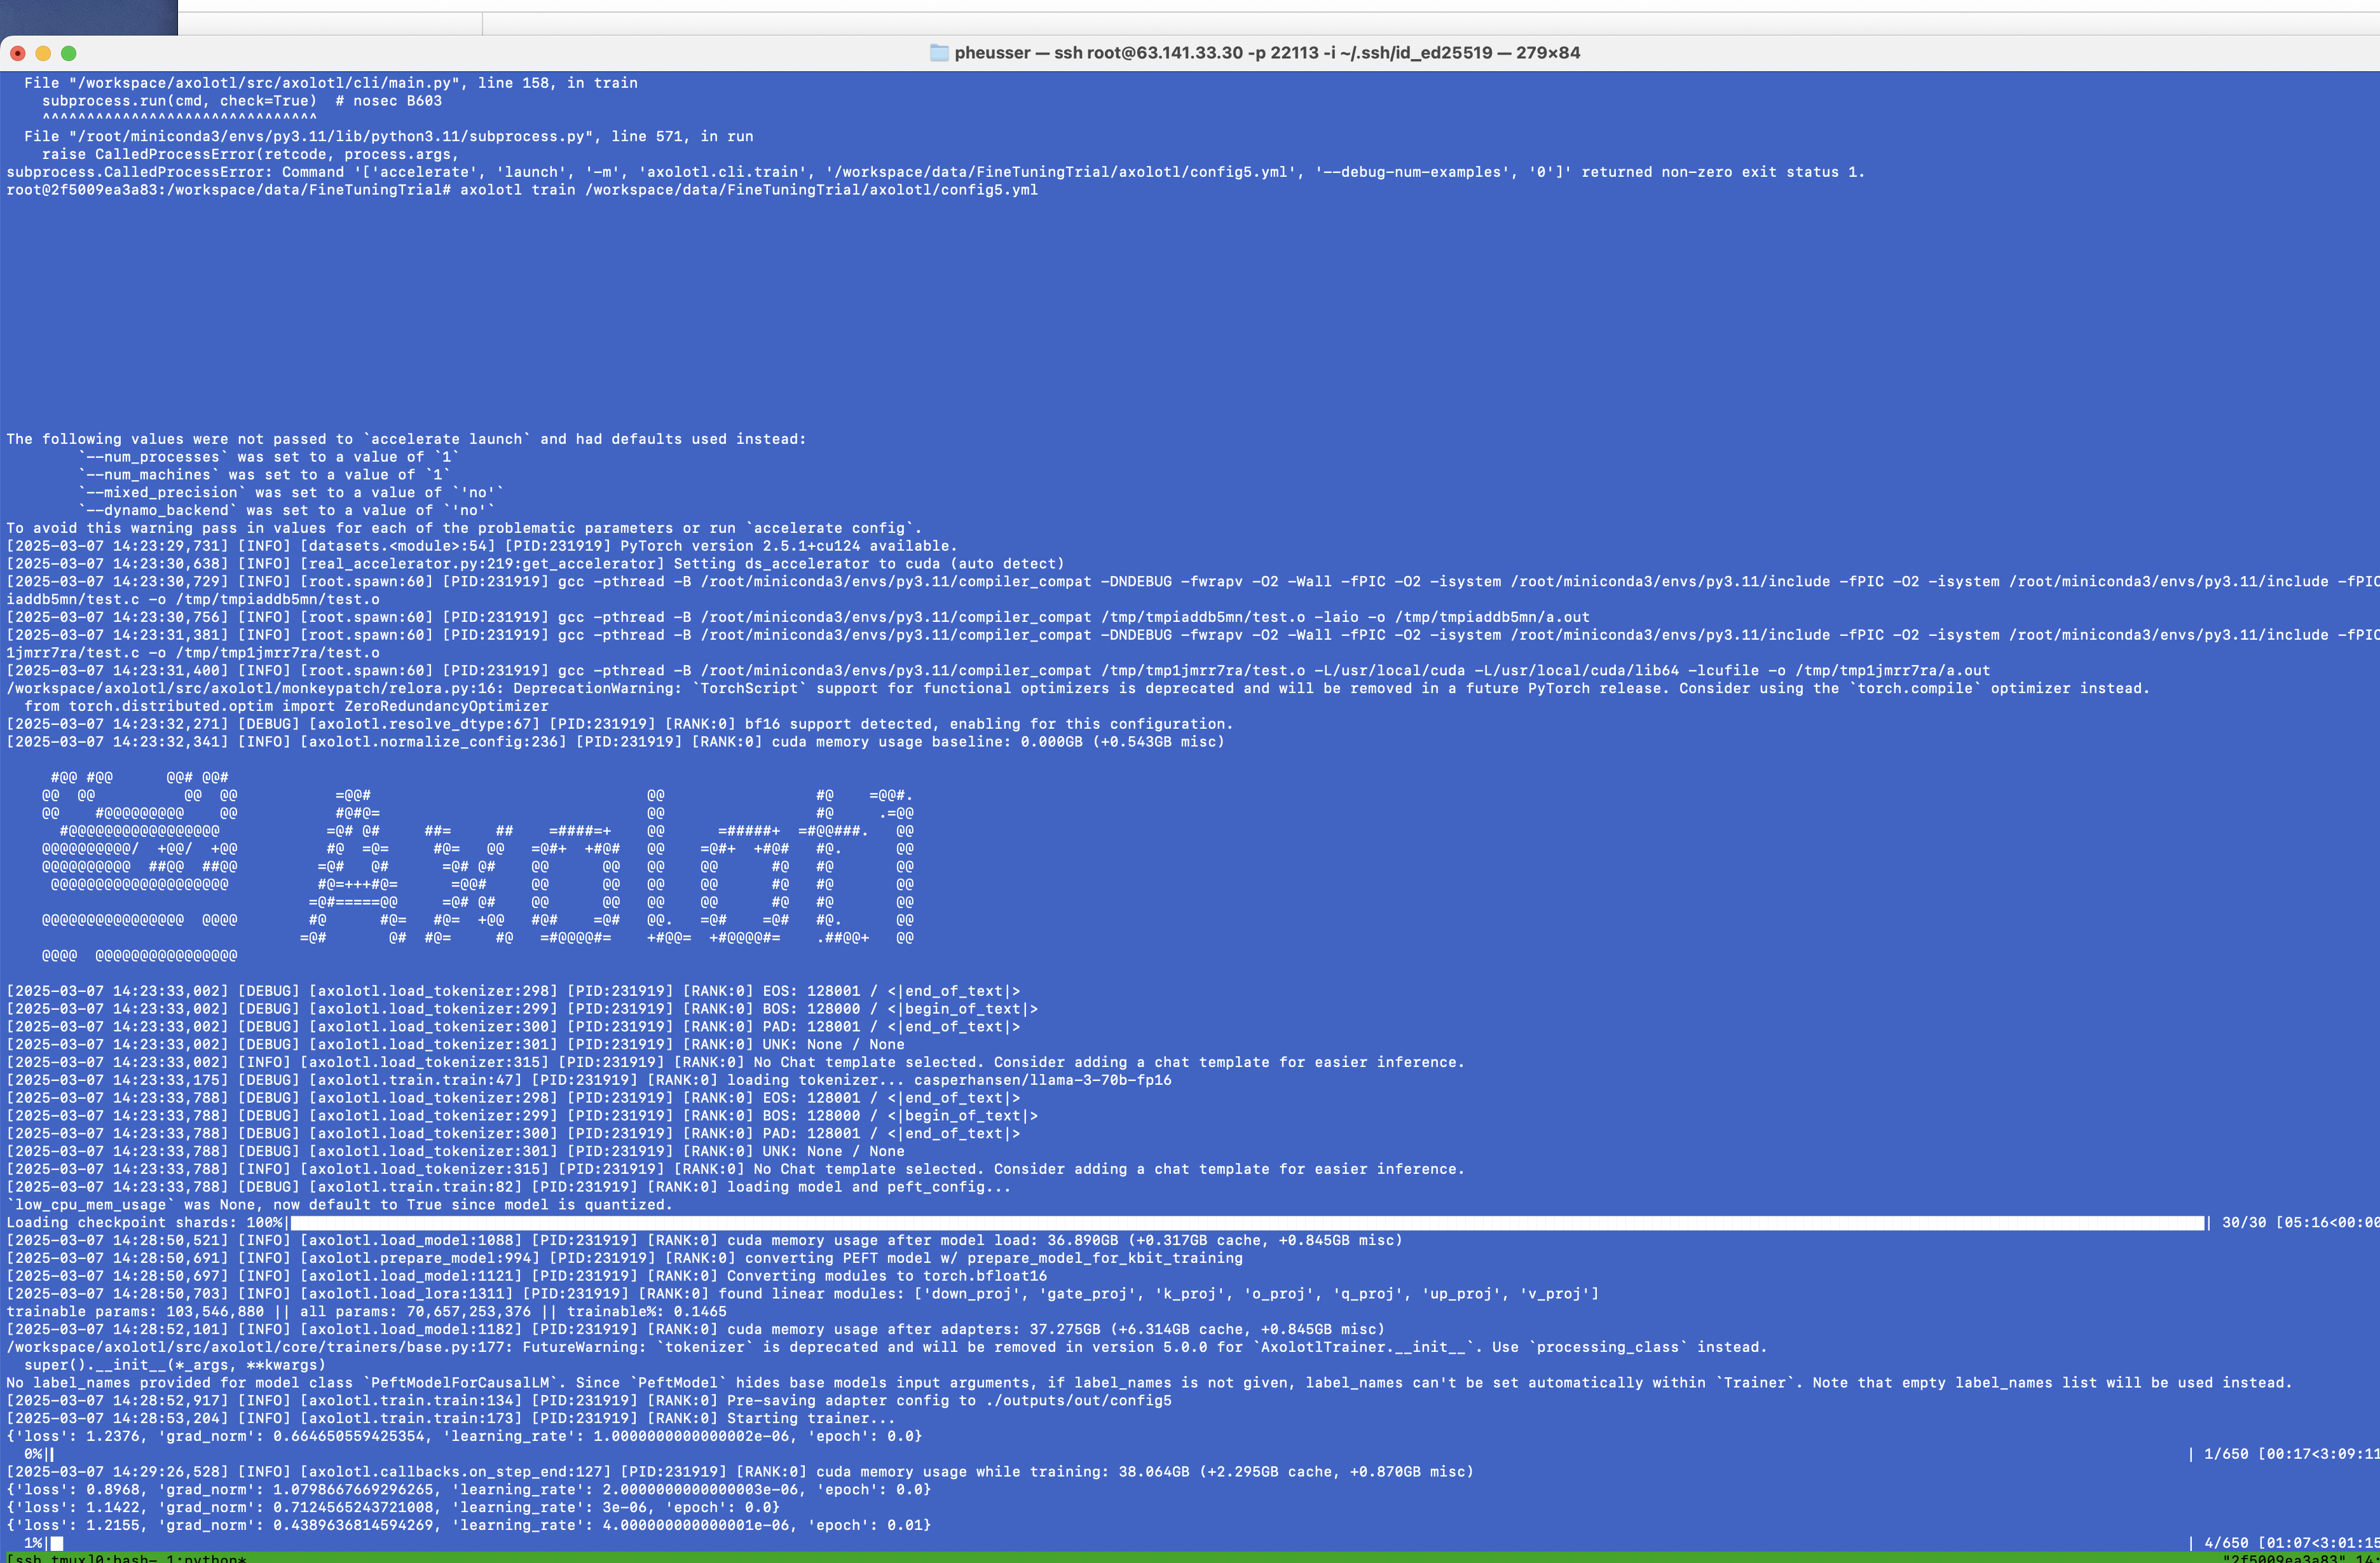 pheusser — ssh root@63.141.33.30 -p 22113 -i ~/.ssh/id_ed25519 — 279×84
  File "/workspace/axolotl/src/axolotl/cli/main.py", line 158, in train
    subprocess.run(cmd, check=True)  # nosec B603
    ^^^^^^^^^^^^^^^^^^^^^^^^^^^^^^^
  File "/root/miniconda3/envs/py3.11/lib/python3.11/subprocess.py", line 571, in run
    raise CalledProcessError(retcode, process.args,
subprocess.CalledProcessError: Command '['accelerate', 'launch', '-m', 'axolotl.cli.train', '/workspace/data/FineTuningTrial/axolotl/config5.yml', '--debug-num-examples', '0']' returned non-zero exit status 1.
root@2f5009ea3a83:/workspace/data/FineTuningTrial# axolotl train /workspace/data/FineTuningTrial/axolotl/config5.yml
The following values were not passed to `accelerate launch` and had defaults used instead:
        `--num_processes` was set to a value of `1`
        `--num_machines` was set to a value of `1`
        `--mixed_precision` was set to a value of `'no'`
        `--dynamo_backend` was set to a value of `'no'`
To avoid this warning pass in values for each of the problematic parameters or run `accelerate config`.
[2025-03-07 14:23:29,731] [INFO] [datasets.<module>:54] [PID:231919] PyTorch version 2.5.1+cu124 available.
[2025-03-07 14:23:30,638] [INFO] [real_accelerator.py:219:get_accelerator] Setting ds_accelerator to cuda (auto detect)
[2025-03-07 14:23:30,729] [INFO] [root.spawn:60] [PID:231919] gcc -pthread -B /root/miniconda3/envs/py3.11/compiler_compat -DNDEBUG -fwrapv -O2 -Wall -fPIC -O2 -isystem /root/miniconda3/envs/py3.11/include -fPIC -O2 -isystem /root/miniconda3/envs/py3.11/include -fPIC
iaddb5mn/test.c -o /tmp/tmpiaddb5mn/test.o
[2025-03-07 14:23:30,756] [INFO] [root.spawn:60] [PID:231919] gcc -pthread -B /root/miniconda3/envs/py3.11/compiler_compat /tmp/tmpiaddb5mn/test.o -laio -o /tmp/tmpiaddb5mn/a.out
[2025-03-07 14:23:31,381] [INFO] [root.spawn:60] [PID:231919] gcc -pthread -B /root/miniconda3/envs/py3.11/compiler_compat -DNDEBUG -fwrapv -O2 -Wall -fPIC -O2 -isystem /root/miniconda3/envs/py3.11/include -fPIC -O2 -isystem /root/miniconda3/envs/py3.11/include -fPIC
1jmrr7ra/test.c -o /tmp/tmp1jmrr7ra/test.o
[2025-03-07 14:23:31,400] [INFO] [root.spawn:60] [PID:231919] gcc -pthread -B /root/miniconda3/envs/py3.11/compiler_compat /tmp/tmp1jmrr7ra/test.o -L/usr/local/cuda -L/usr/local/cuda/lib64 -lcufile -o /tmp/tmp1jmrr7ra/a.out
/workspace/axolotl/src/axolotl/monkeypatch/relora.py:16: DeprecationWarning: `TorchScript` support for functional optimizers is deprecated and will be removed in a future PyTorch release. Consider using the `torch.compile` optimizer instead.
  from torch.distributed.optim import ZeroRedundancyOptimizer
[2025-03-07 14:23:32,271] [DEBUG] [axolotl.resolve_dtype:67] [PID:231919] [RANK:0] bf16 support detected, enabling for this configuration.
[2025-03-07 14:23:32,341] [INFO] [axolotl.normalize_config:236] [PID:231919] [RANK:0] cuda memory usage baseline: 0.000GB (+0.543GB misc)
     #@@ #@@      @@# @@#
    @@  @@          @@  @@           =@@#                               @@                 #@    =@@#.
    @@    #@@@@@@@@@    @@           #@#@=                              @@                 #@     .=@@
      #@@@@@@@@@@@@@@@@@            =@# @#     ##=     ##    =####=+    @@      =#####+  =#@@###.   @@
    @@@@@@@@@@/  +@@/  +@@          #@  =@=     #@=   @@   =@#+  +#@#   @@    =@#+  +#@#   #@.      @@
    @@@@@@@@@@  ##@@  ##@@         =@#   @#      =@# @#    @@      @@   @@    @@      #@   #@       @@
     @@@@@@@@@@@@@@@@@@@@          #@=+++#@=      =@@#     @@      @@   @@    @@      #@   #@       @@
                                  =@#=====@@     =@# @#    @@      @@   @@    @@      #@   #@       @@
    @@@@@@@@@@@@@@@@  @@@@        #@      #@=   #@=  +@@   #@#    =@#   @@.   =@#    =@#   #@.      @@
                                 =@#       @#  #@=     #@   =#@@@@#=    +#@@=  +#@@@@#=    .##@@+   @@
    @@@@  @@@@@@@@@@@@@@@@
[2025-03-07 14:23:33,002] [DEBUG] [axolotl.load_tokenizer:298] [PID:231919] [RANK:0] EOS: 128001 / <|end_of_text|>
[2025-03-07 14:23:33,002] [DEBUG] [axolotl.load_tokenizer:299] [PID:231919] [RANK:0] BOS: 128000 / <|begin_of_text|>
[2025-03-07 14:23:33,002] [DEBUG] [axolotl.load_tokenizer:300] [PID:231919] [RANK:0] PAD: 128001 / <|end_of_text|>
[2025-03-07 14:23:33,002] [DEBUG] [axolotl.load_tokenizer:301] [PID:231919] [RANK:0] UNK: None / None
[2025-03-07 14:23:33,002] [INFO] [axolotl.load_tokenizer:315] [PID:231919] [RANK:0] No Chat template selected. Consider adding a chat template for easier inference.
[2025-03-07 14:23:33,175] [DEBUG] [axolotl.train.train:47] [PID:231919] [RANK:0] loading tokenizer... casperhansen/llama-3-70b-fp16
[2025-03-07 14:23:33,788] [DEBUG] [axolotl.load_tokenizer:298] [PID:231919] [RANK:0] EOS: 128001 / <|end_of_text|>
[2025-03-07 14:23:33,788] [DEBUG] [axolotl.load_tokenizer:299] [PID:231919] [RANK:0] BOS: 128000 / <|begin_of_text|>
[2025-03-07 14:23:33,788] [DEBUG] [axolotl.load_tokenizer:300] [PID:231919] [RANK:0] PAD: 128001 / <|end_of_text|>
[2025-03-07 14:23:33,788] [DEBUG] [axolotl.load_tokenizer:301] [PID:231919] [RANK:0] UNK: None / None
[2025-03-07 14:23:33,788] [INFO] [axolotl.load_tokenizer:315] [PID:231919] [RANK:0] No Chat template selected. Consider adding a chat template for easier inference.
[2025-03-07 14:23:33,788] [DEBUG] [axolotl.train.train:82] [PID:231919] [RANK:0] loading model and peft_config...
`low_cpu_mem_usage` was None, now default to True since model is quantized.
Loading checkpoint shards: 100%| | 30/30 [05:16<00:00
[2025-03-07 14:28:50,521] [INFO] [axolotl.load_model:1088] [PID:231919] [RANK:0] cuda memory usage after model load: 36.890GB (+0.317GB cache, +0.845GB misc)
[2025-03-07 14:28:50,691] [INFO] [axolotl.prepare_model:994] [PID:231919] [RANK:0] converting PEFT model w/ prepare_model_for_kbit_training
[2025-03-07 14:28:50,697] [INFO] [axolotl.load_model:1121] [PID:231919] [RANK:0] Converting modules to torch.bfloat16
[2025-03-07 14:28:50,703] [INFO] [axolotl.load_lora:1311] [PID:231919] [RANK:0] found linear modules: ['down_proj', 'gate_proj', 'k_proj', 'o_proj', 'q_proj', 'up_proj', 'v_proj']
trainable params: 103,546,880 || all params: 70,657,253,376 || trainable%: 0.1465
[2025-03-07 14:28:52,101] [INFO] [axolotl.load_model:1182] [PID:231919] [RANK:0] cuda memory usage after adapters: 37.275GB (+6.314GB cache, +0.845GB misc)
/workspace/axolotl/src/axolotl/core/trainers/base.py:177: FutureWarning: `tokenizer` is deprecated and will be removed in version 5.0.0 for `AxolotlTrainer.__init__`. Use `processing_class` instead.
  super().__init__(*_args, **kwargs)
No label_names provided for model class `PeftModelForCausalLM`. Since `PeftModel` hides base models input arguments, if label_names is not given, label_names can't be set automatically within `Trainer`. Note that empty label_names list will be used instead.
[2025-03-07 14:28:52,917] [INFO] [axolotl.train.train:134] [PID:231919] [RANK:0] Pre-saving adapter config to ./outputs/out/config5
[2025-03-07 14:28:53,204] [INFO] [axolotl.train.train:173] [PID:231919] [RANK:0] Starting trainer...
{'loss': 1.2376, 'grad_norm': 0.664650559425354, 'learning_rate': 1.0000000000000002e-06, 'epoch': 0.0}
  0%| | 1/650 [00:17<3:09:11
[2025-03-07 14:29:26,528] [INFO] [axolotl.callbacks.on_step_end:127] [PID:231919] [RANK:0] cuda memory usage while training: 38.064GB (+2.295GB cache, +0.870GB misc)
{'loss': 0.8968, 'grad_norm': 1.0798667669296265, 'learning_rate': 2.0000000000000003e-06, 'epoch': 0.0}
{'loss': 1.1422, 'grad_norm': 0.7124565243721008, 'learning_rate': 3e-06, 'epoch': 0.0}
{'loss': 1.2155, 'grad_norm': 0.4389636814594269, 'learning_rate': 4.000000000000001e-06, 'epoch': 0.01}
  1%| | 4/650 [01:07<3:01:15
[ssh_tmux]0:bash- 1:python* "2f5009ea3a83" 14: